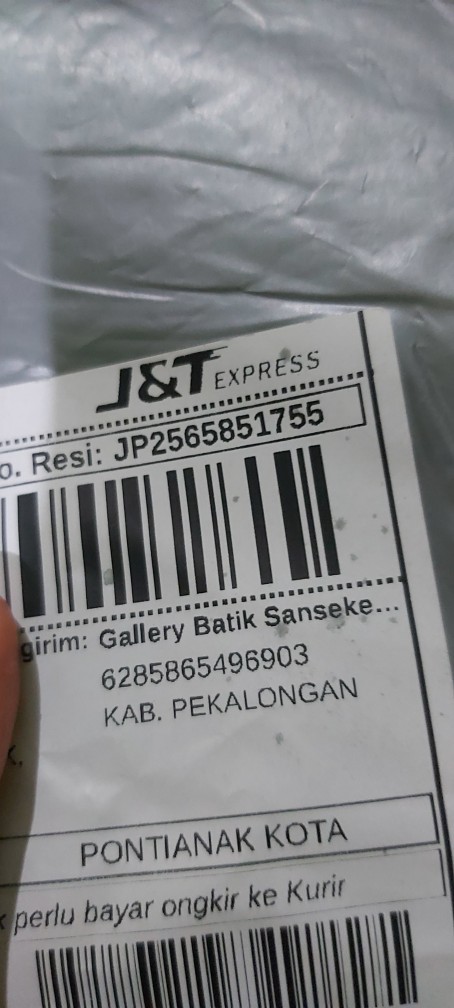 J&T EXPRESS
o. Resi: JP2565851755
girim: Gallery Batik Sanseke...
6285865496903
KAB. PEKALONGAN
PONTIANAK KOTA
k perlu bayar ongkir ke Kurir